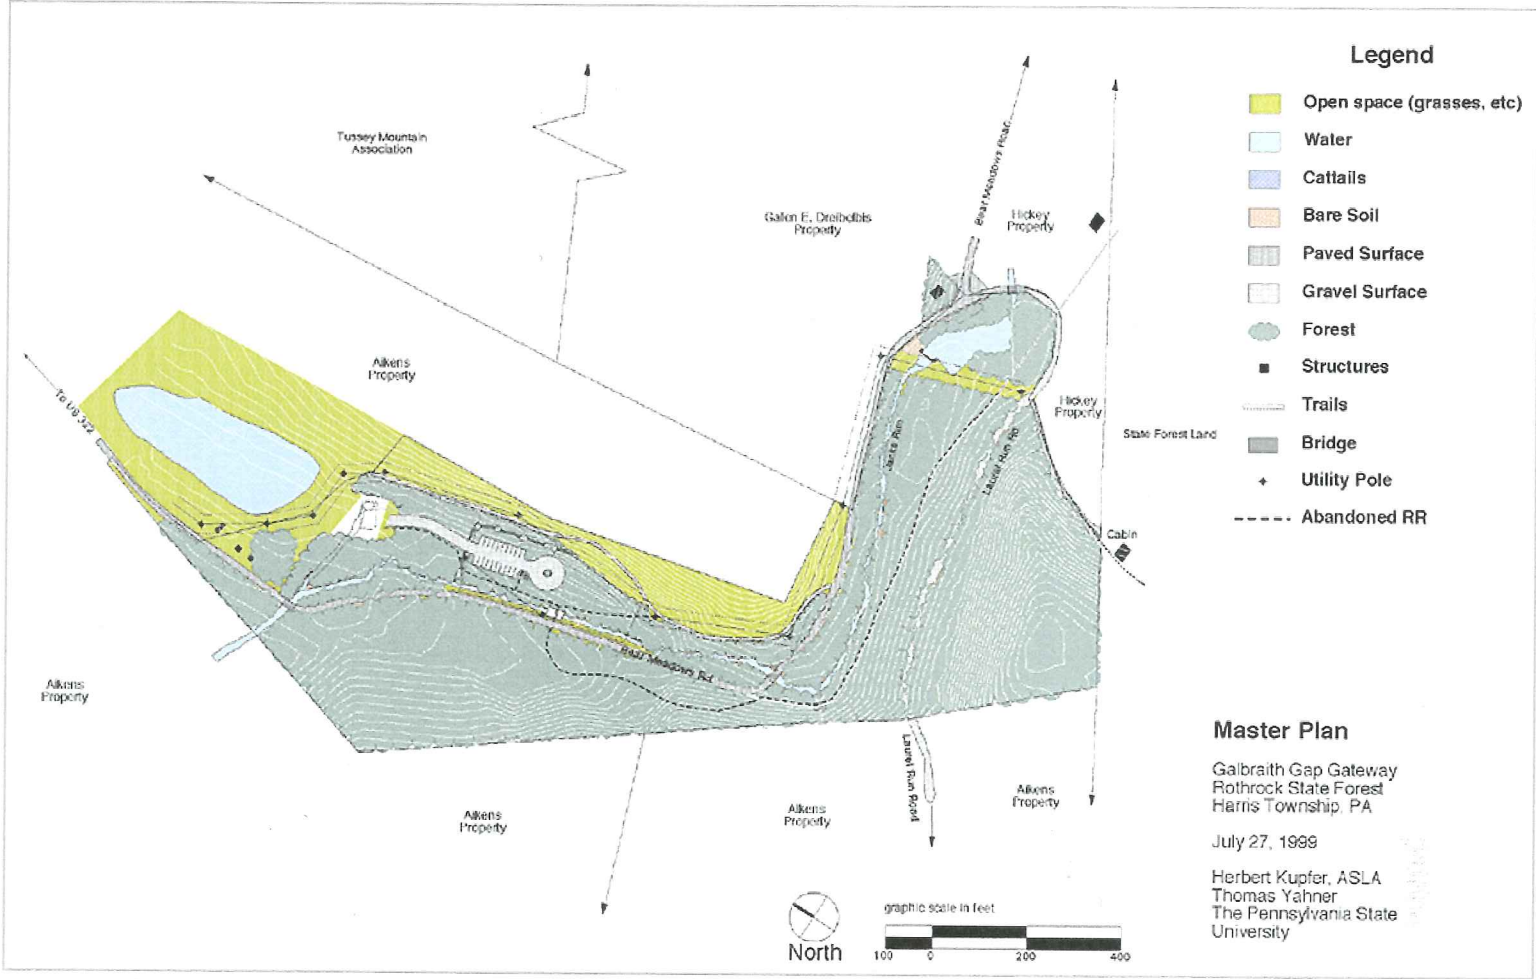 Legend
Open space (grasses, etc)
Water
Cattails
Bare Soil
Paved Surface
Gravel Surface
Forest
Structures
Trails
Bridge
Utility Pole
Abandoned RR
Tussey Mountain
Association
Galen E. Dreibelbis
Property
Bear Meadows Road
Hickey
Property
Aikens
Property
To US 322
Hickey
Property
State Forest Land
Laurel Run Rd
Cabin
Bear Meadows Rd
Aikens
Property
Aikens
Property
Aikens
Property
Laurel Run Road
Aikens
Property
Master Plan
Galbraith Gap Gateway
Rothrock State Forest
Harris Township, PA
July 27, 1999
Herbert Kupfer, ASLA
Thomas Yahner
The Pennsylvania State
University
North
graphic scale in feet
100 0 200 400